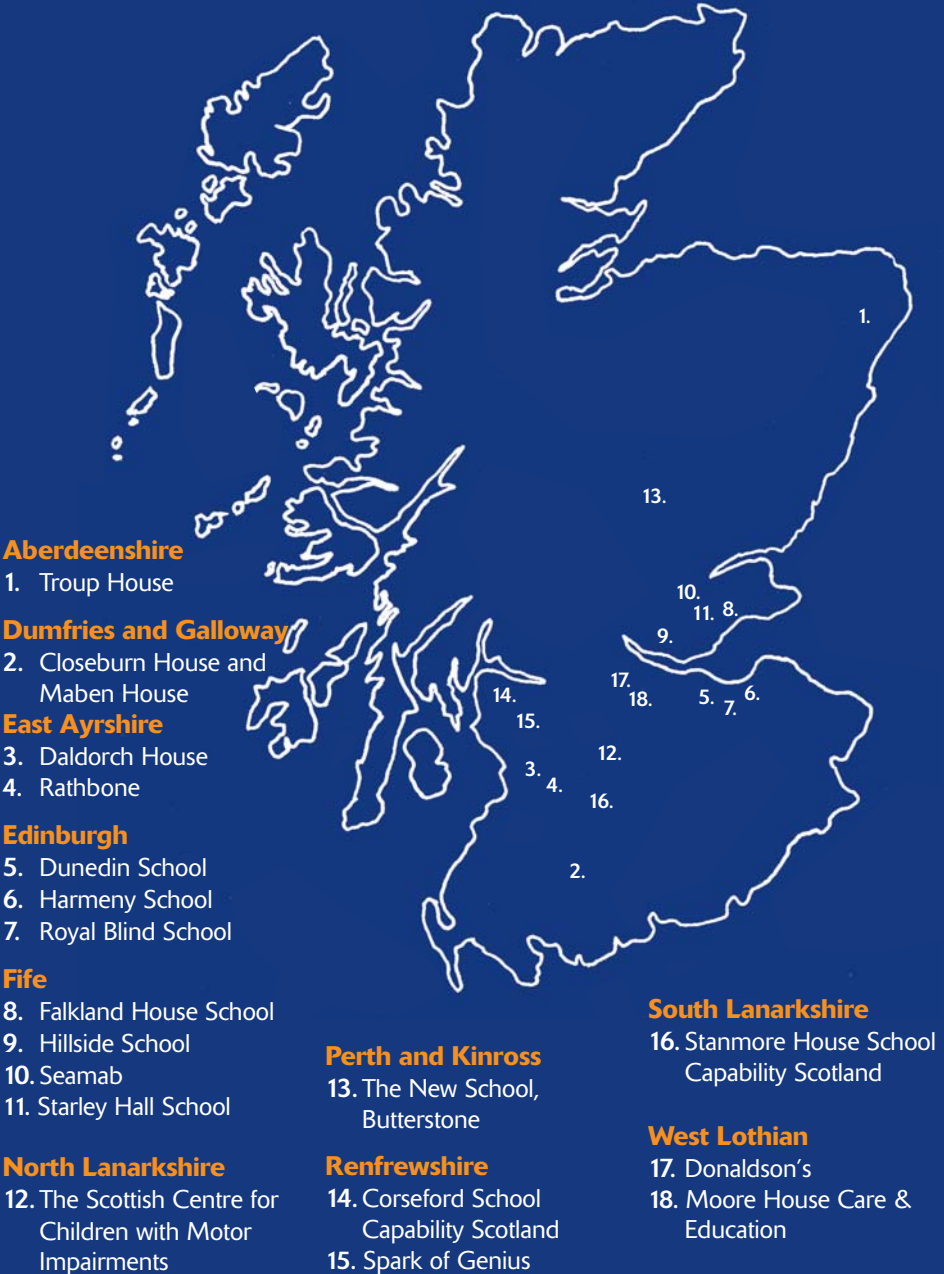 1.
13.
10.
11.
8.
9.
17.
18.
5.
6.
7.
14.
15.
12.
3.
4.
16.
2.
Aberdeenshire
1. Troup House
Dumfries and Galloway
2. Closeburn House and
Maben House
East Ayrshire
3. Daldorch House
4. Rathbone
Edinburgh
5. Dunedin School
6. Harmeny School
7. Royal Blind School
Fife
8. Falkland House School
9. Hillside School
10. Seamab
11. Starley Hall School
North Lanarkshire
12. The Scottish Centre for
Children with Motor
Impairments
Perth and Kinross
13. The New School,
Butterstone
Renfrewshire
14. Corseford School
Capability Scotland
15. Spark of Genius
South Lanarkshire
16. Stanmore House School
Capability Scotland
West Lothian
17. Donaldson's
18. Moore House Care &
Education